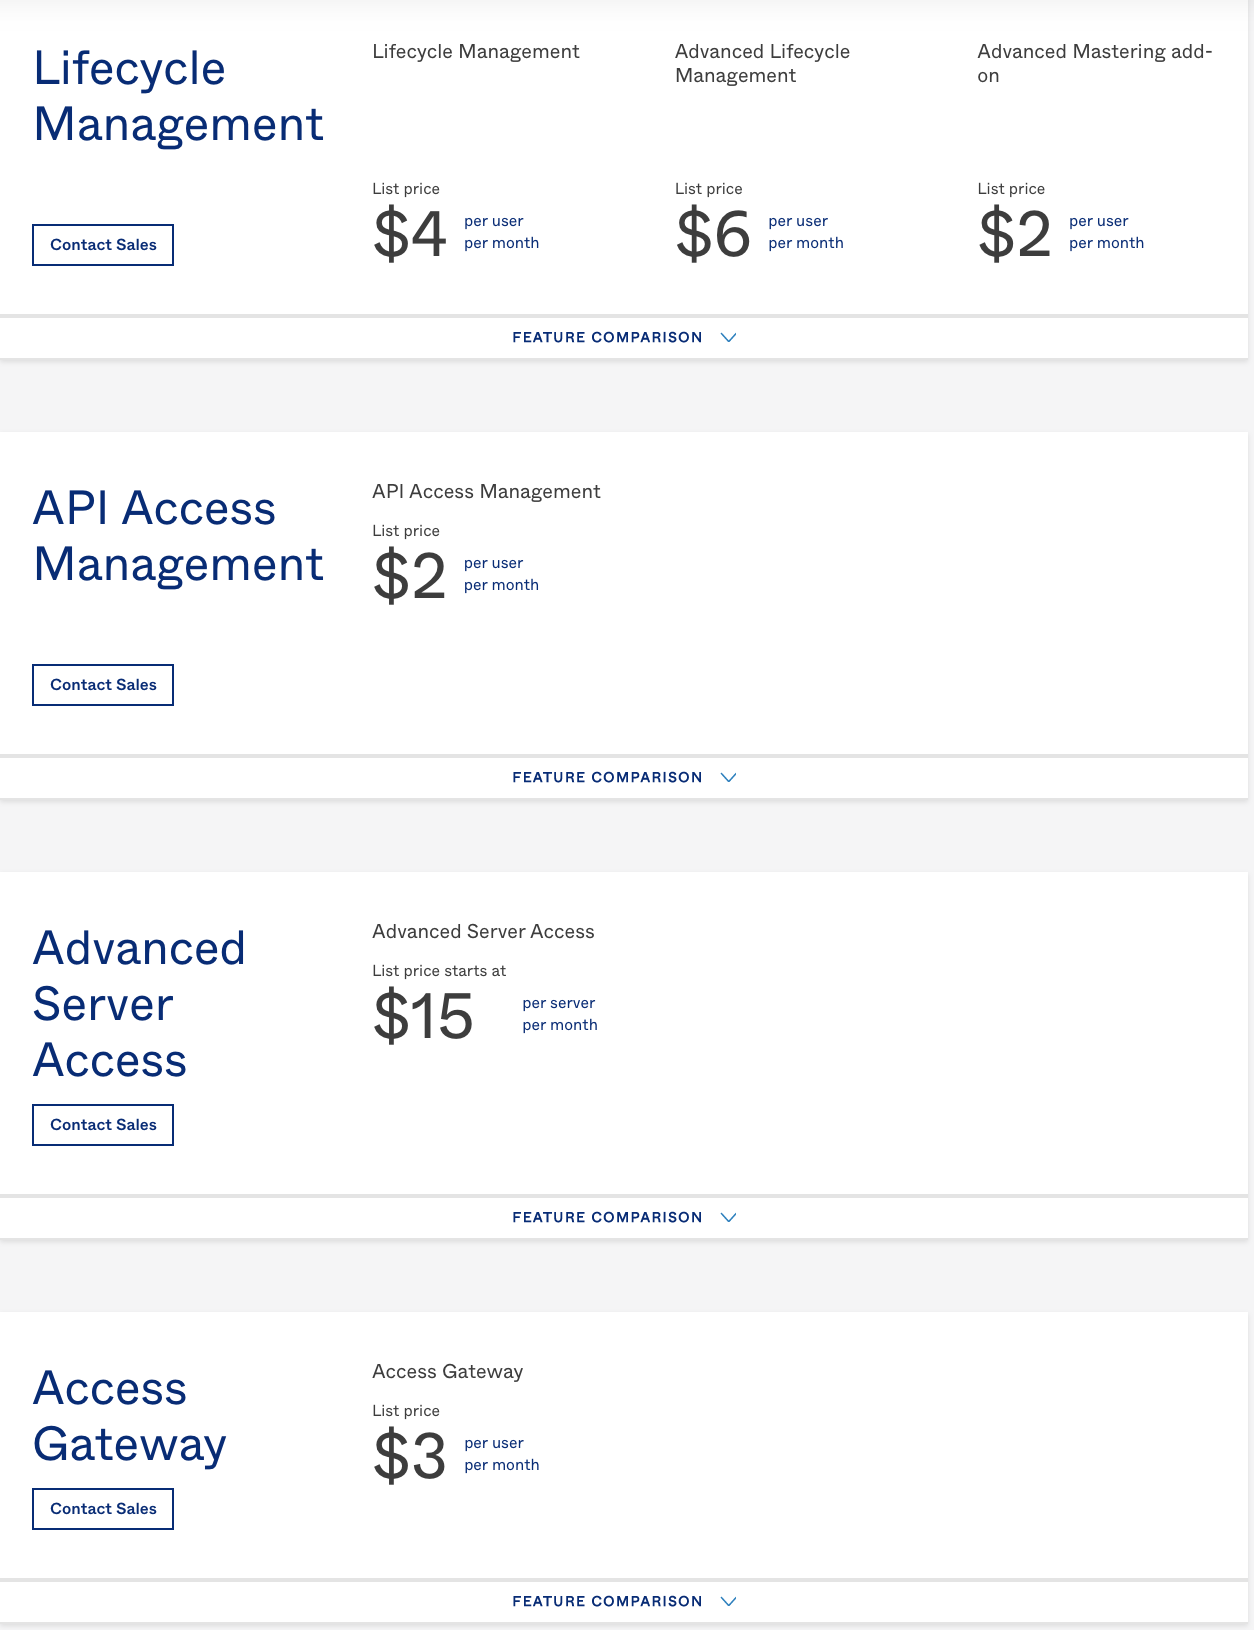 Lifecycle
Management
Contact Sales
Lifecycle Management
List price
$4 per user
per month
Advanced Lifecycle
Management
List price
$6 per user
per month
Advanced Mastering add-
on
List price
$2 per user
per month
FEATURE COMPARISON
API Access
Management
Contact Sales
API Access Management
List price
$2 per user
per month
FEATURE COMPARISON
Advanced
Server
Access
Contact Sales
Advanced Server Access
List price starts at
$15 per server
per month
FEATURE COMPARISON
Access
Gateway
Contact Sales
Access Gateway
List price
$3 per user
per month
FEATURE COMPARISON